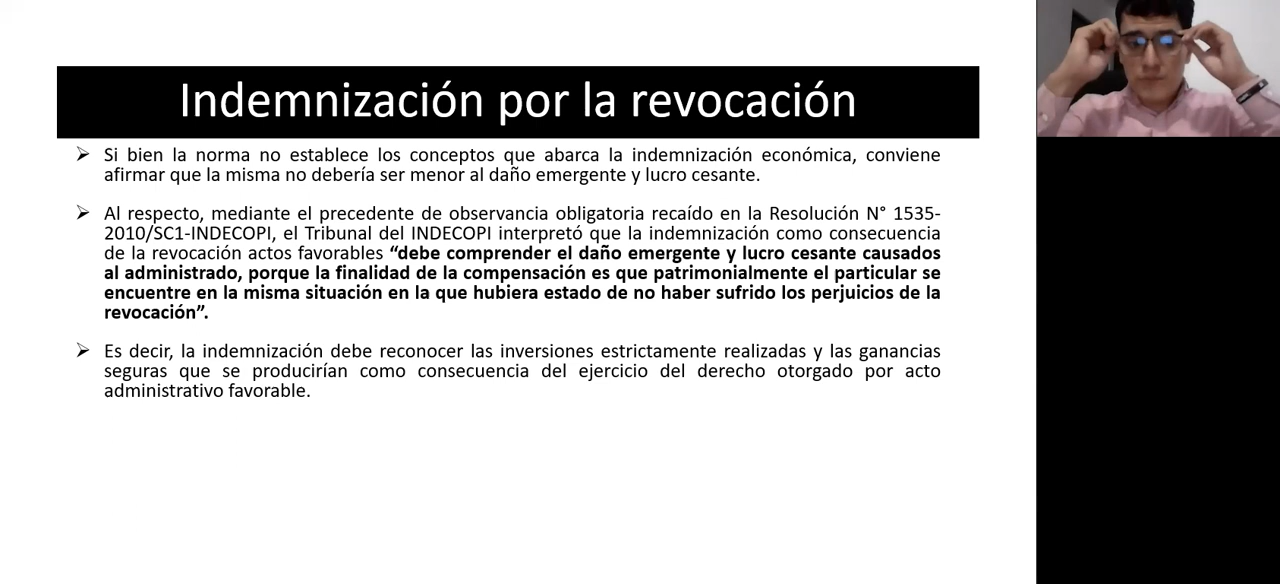 Indemnización por la revocación
➢ Si bien la norma no establece los conceptos que abarca la indemnización económica, conviene
afirmar que la misma no debería ser menor al daño emergente y lucro cesante.
➢ Al respecto, mediante el precedente de observancia obligatoria recaído en la Resolución N° 1535-
2010/SC1-INDECOPI, el Tribunal del INDECOPI interpretó que la indemnización como consecuencia
de la revocación actos favorables “debe comprender el daño emergente y lucro cesante causados
al administrado, porque la finalidad de la compensación es que patrimonialmente el particular se
encuentre en la misma situación en la que hubiera estado de no haber sufrido los perjuicios de la
revocación”.
➢ Es decir, la indemnización debe reconocer las inversiones estrictamente realizadas y las ganancias
seguras que se producirían como consecuencia del ejercicio del derecho otorgado por acto
administrativo favorable.